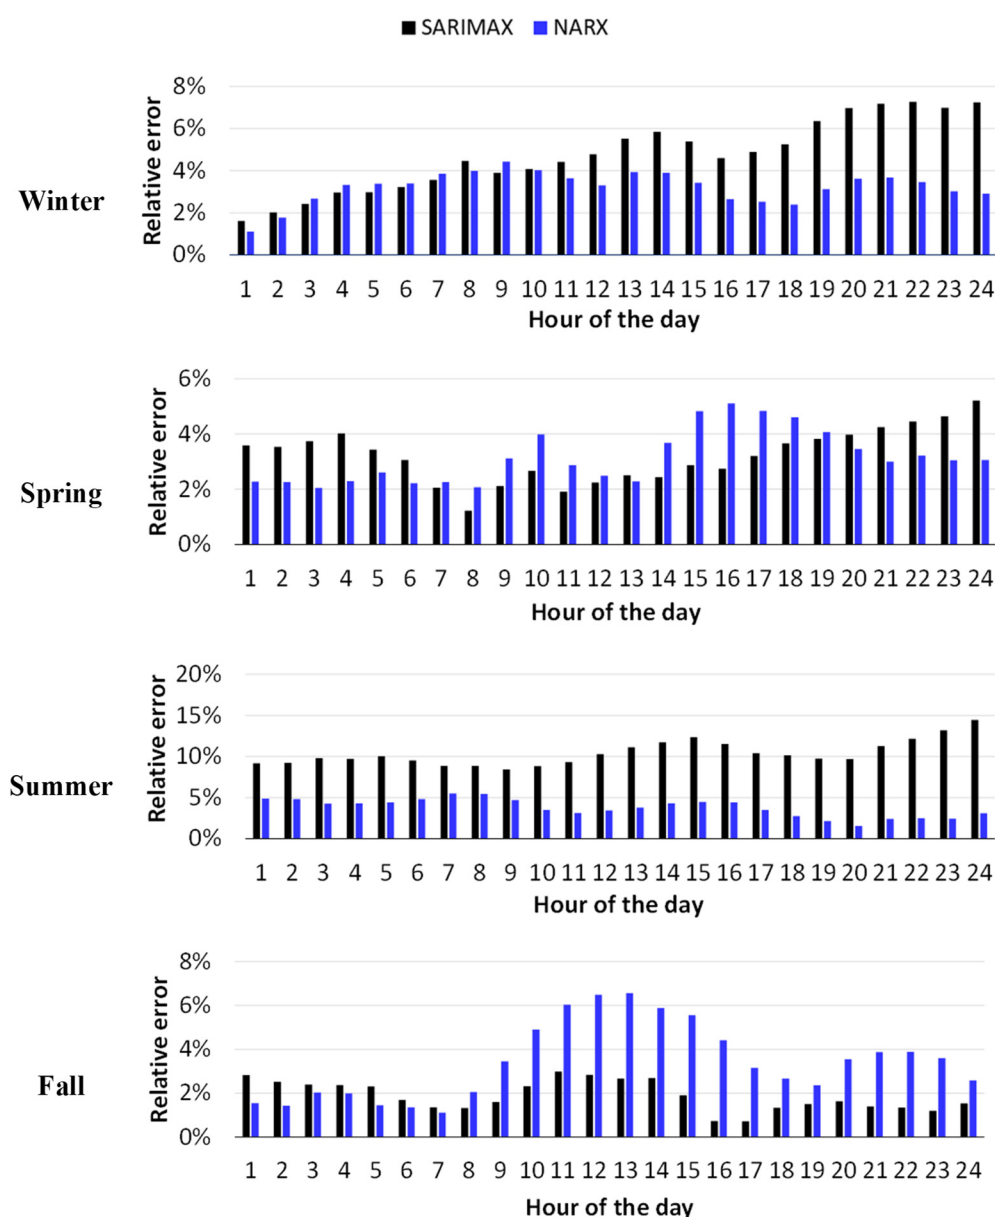 SARIMAX NARX
Winter
Relative error
8%
6%
4%
2%
0%
1 2 3 4 5 6 7 8 9 10 11 12 13 14 15 16 17 18 19 20 21 22 23 24
Hour of the day
Spring
Relative error
6%
4%
2%
0%
1 2 3 4 5 6 7 8 9 10 11 12 13 14 15 16 17 18 19 20 21 22 23 24
Hour of the day
Summer
Relative error
20%
15%
10%
5%
0%
1 2 3 4 5 6 7 8 9 10 11 12 13 14 15 16 17 18 19 20 21 22 23 24
Hour of the day
Fall
Relative error
8%
6%
4%
2%
0%
1 2 3 4 5 6 7 8 9 10 11 12 13 14 15 16 17 18 19 20 21 22 23 24
Hour of the day